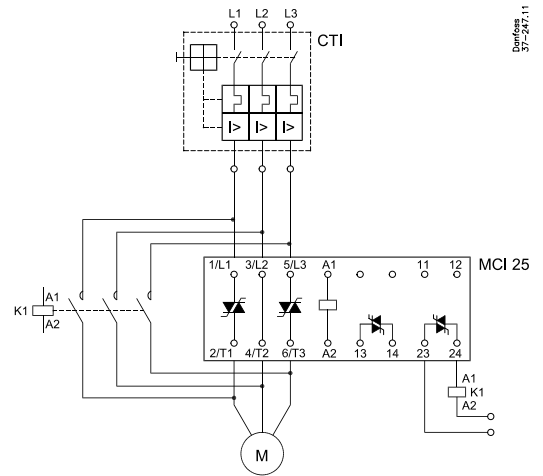 L1 L2 L3
CTI
Danfoss
37-247.11
I> I> I>
1/L1 3/L2 5/L3 A1 11 12
MCI 25
A1
K1
A2
2/T1 4/T2 6/T3 A2 13 14 23 24
A1
K1
A2
M